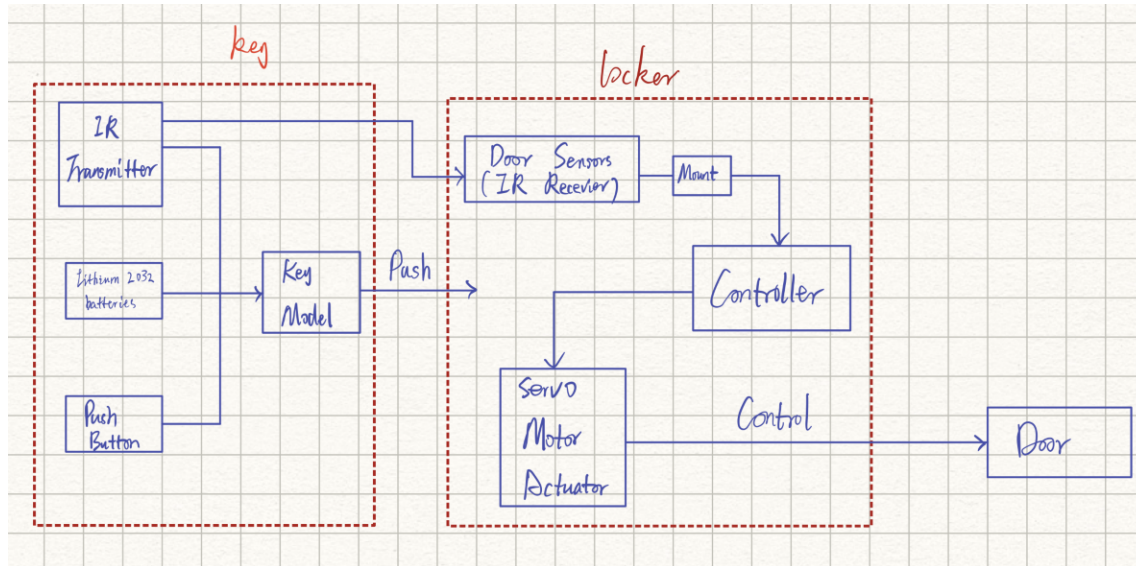 key
locker
IR
Transmitter
Door Sensors
(IR Recevier)
Mount
Lithium 2032
batteries
Key
Model
Push
Controller
Push
Button
Servo
Motor
Actuator
Control
Door